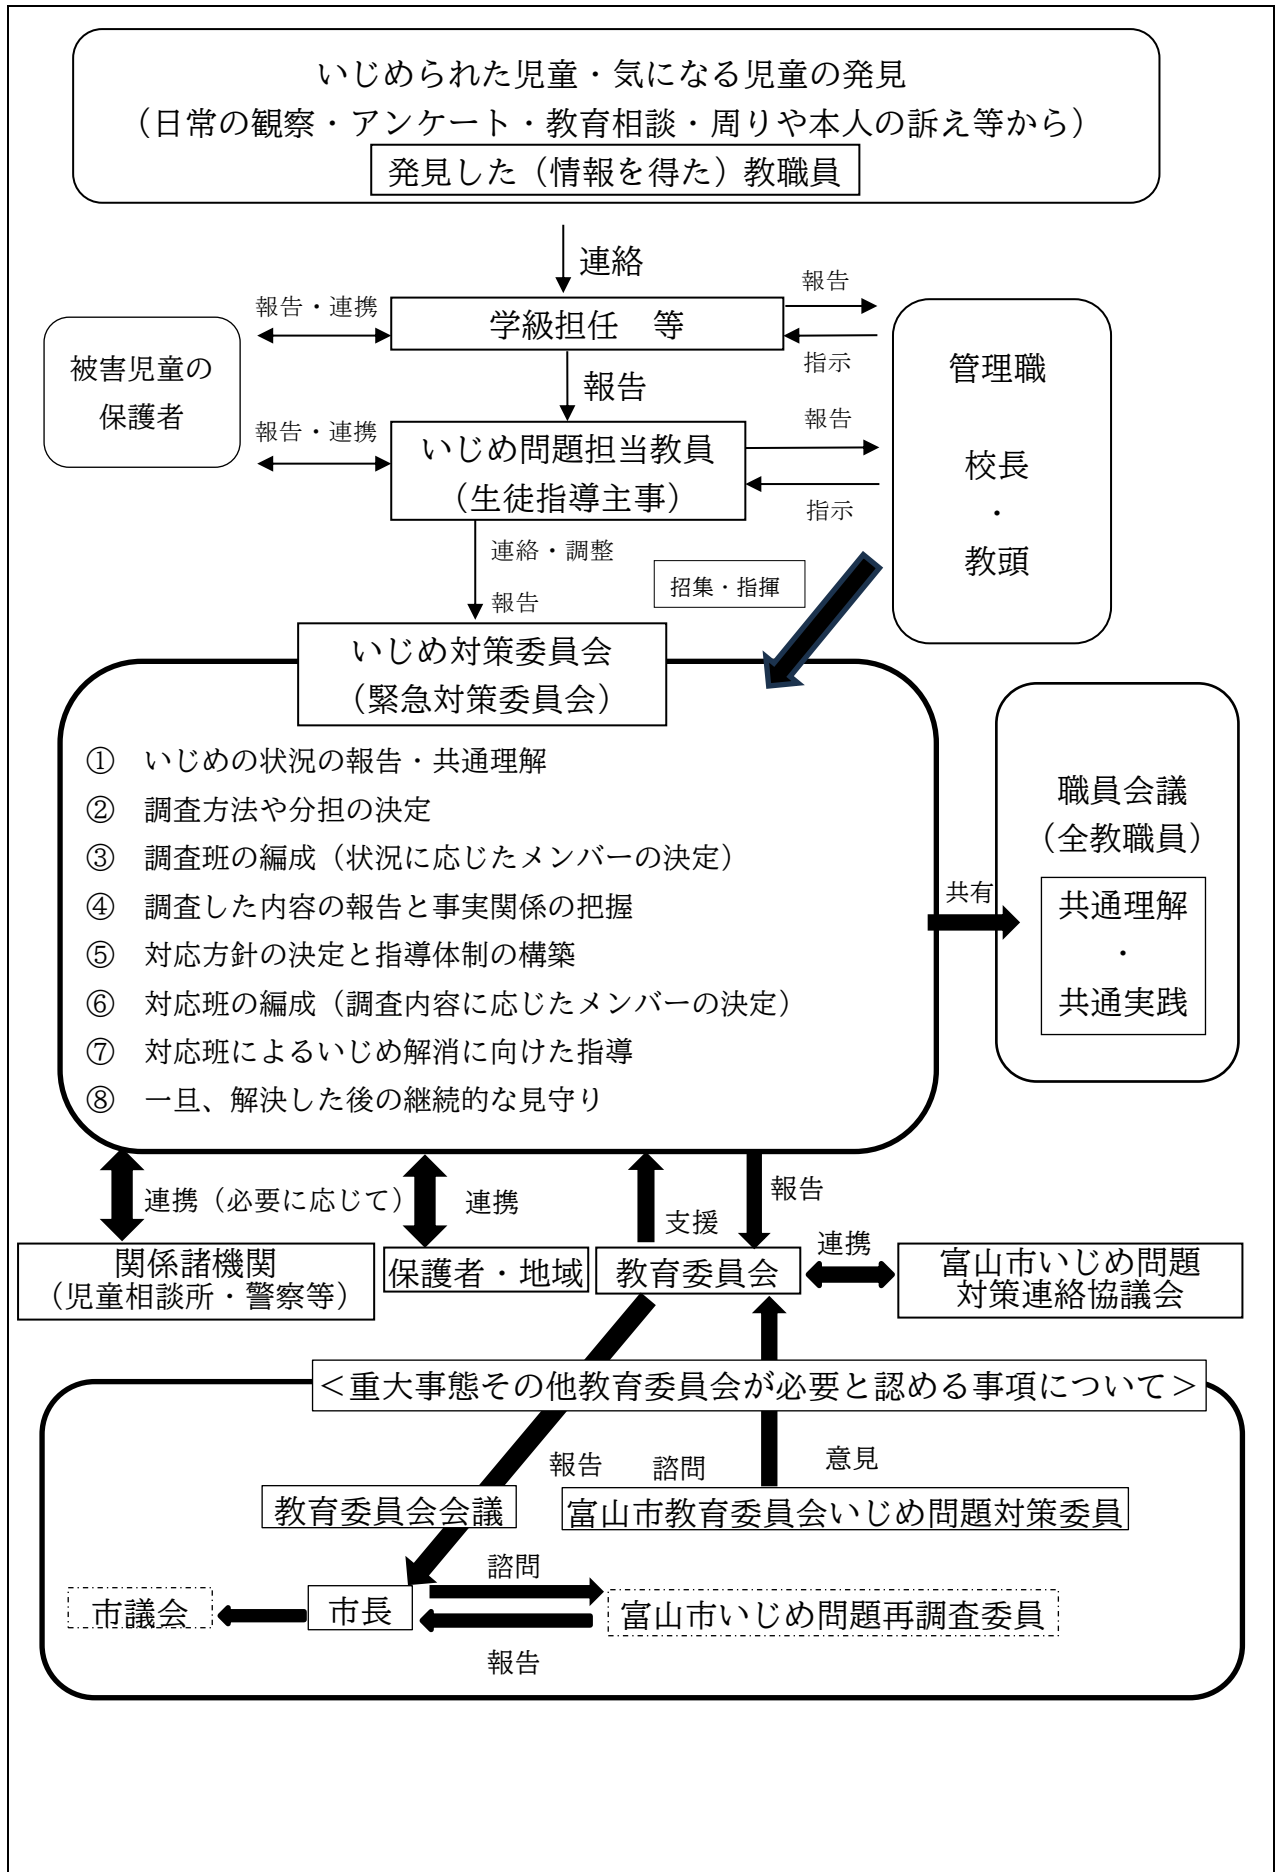 いじめられた児童・気になる児童の発見
（日常の観察・アンケート・教育相談・周りや本人の訴え等から）
発見した（情報を得た）教職員
連絡
報告・連携
学級担任　等
報告
指示
被害児童の
保護者
報告
管理職
校長
・
教頭
報告・連携
いじめ問題担当教員
（生徒指導主事）
報告
指示
連絡・調整
報告
招集・指揮
いじめ対策委員会
（緊急対策委員会）
①　いじめの状況の報告・共通理解
②　調査方法や分担の決定
③　調査班の編成（状況に応じたメンバーの決定）
④　調査した内容の報告と事実関係の把握
⑤　対応方針の決定と指導体制の構築
⑥　対応班の編成（調査内容に応じたメンバーの決定）
⑦　対応班によるいじめ解消に向けた指導
⑧　一旦、解決した後の継続的な見守り
共有
職員会議
（全教職員）
共通理解
・
共通実践
連携（必要に応じて）
連携
支援
報告
関係諸機関
（児童相談所・警察等）
保護者・地域
教育委員会
連携
富山市いじめ問題
対策連絡協議会
＜重大事態その他教育委員会が必要と認める事項について＞
報告
諮問
意見
教育委員会会議
富山市教育委員会いじめ問題対策委員
諮問
市議会
市長
富山市いじめ問題再調査委員
報告